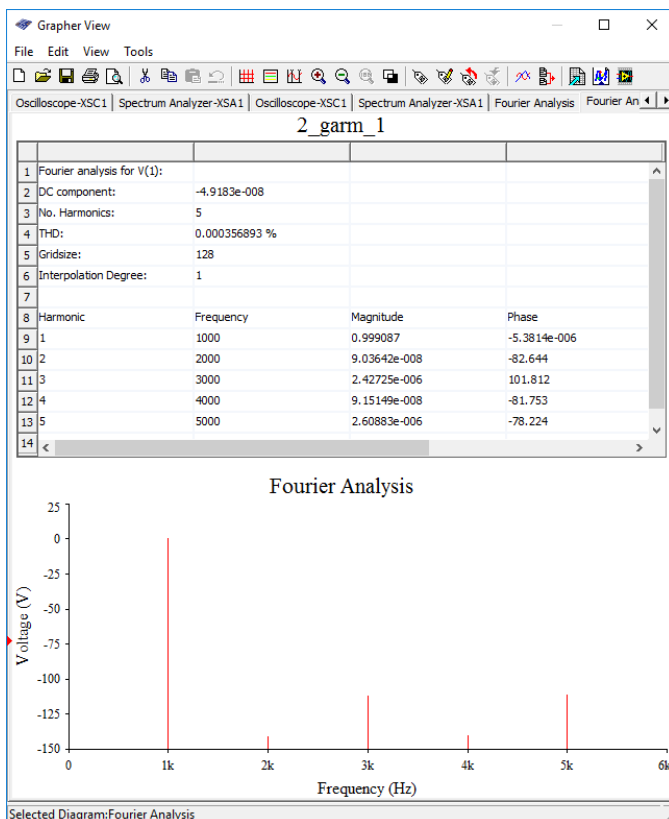 Grapher View
File Edit View Tools
Oscilloscope-XSC1 Spectrum Analyzer-XSA1 Oscilloscope-XSC1 Spectrum Analyzer-XSA1 Fourier Analysis Fourier An
2_garm_1
1 Fourier analysis for V(1):
2 DC component: -4.9183e-008
3 No. Harmonics: 5
4 THD: 0.000356893 %
5 Gridsize: 128
6 Interpolation Degree: 1
7
8 Harmonic Frequency Magnitude Phase
9 1 1000 0.999087 -5.3814e-006
10 2 2000 9.03642e-008 -82.644
11 3 3000 2.42725e-006 101.812
12 4 4000 9.15149e-008 -81.753
13 5 5000 2.60883e-006 -78.224
14
Fourier Analysis
Voltage (V)
25
0
-25
-50
-75
-100
-125
-150
0 1k 2k 3k 4k 5k 6k
Frequency (Hz)
Selected Diagram:Fourier Analysis